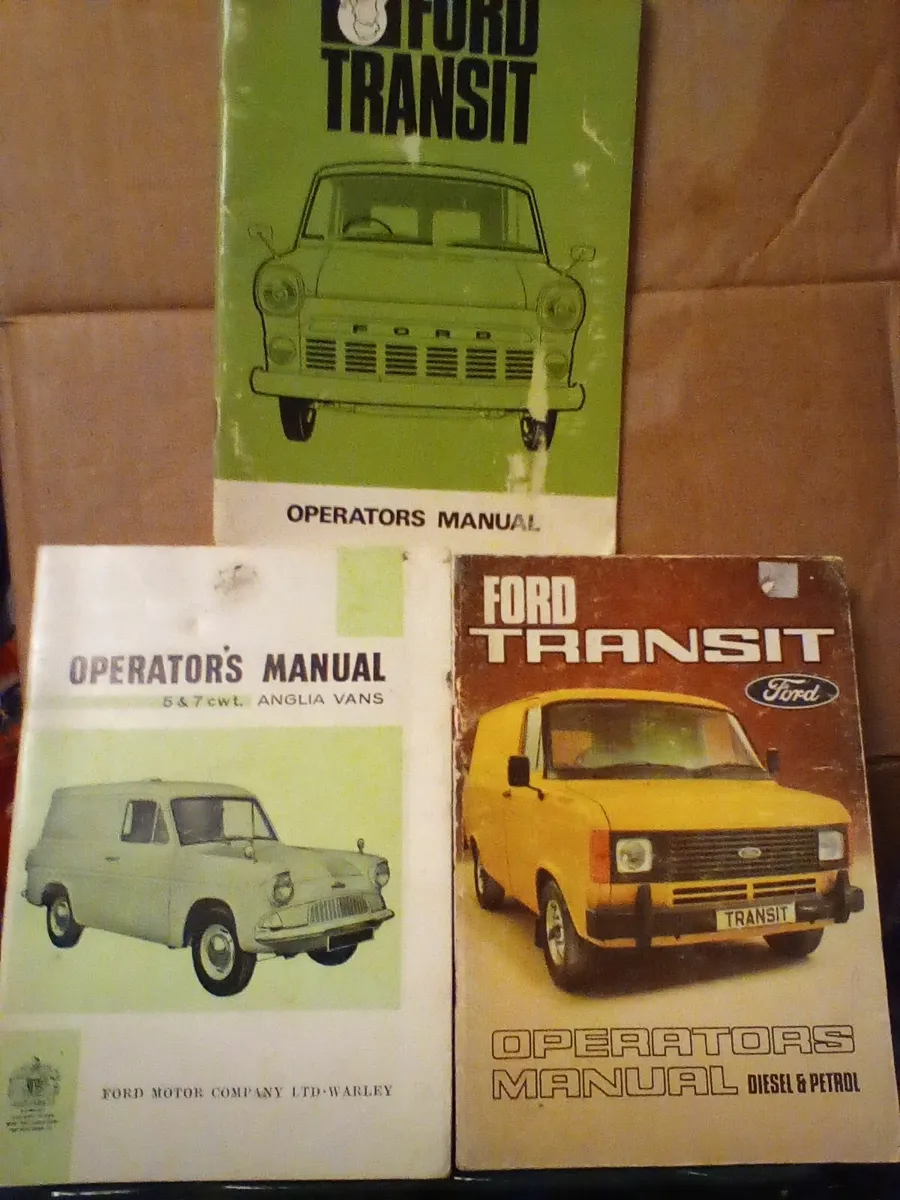 FORD
TRANSIT
FORD
OPERATORS MANUAL
OPERATOR'S MANUAL
5 & 7 cwt. ANGLIA VANS
FORD MOTOR COMPANY LTD · WARLEY
FORD
TRANSIT
Ford
TRANSIT
OPERATORS
MANUAL DIESEL & PETROL